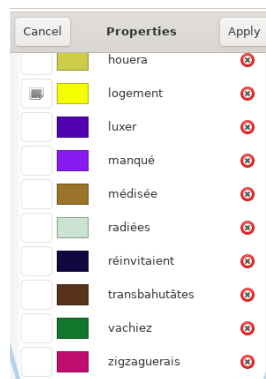 Cancel Properties Apply
houera
logement
luxer
manqué
médisée
radiées
réinvitaient
transbahutâtes
vachiez
zigzaguerais